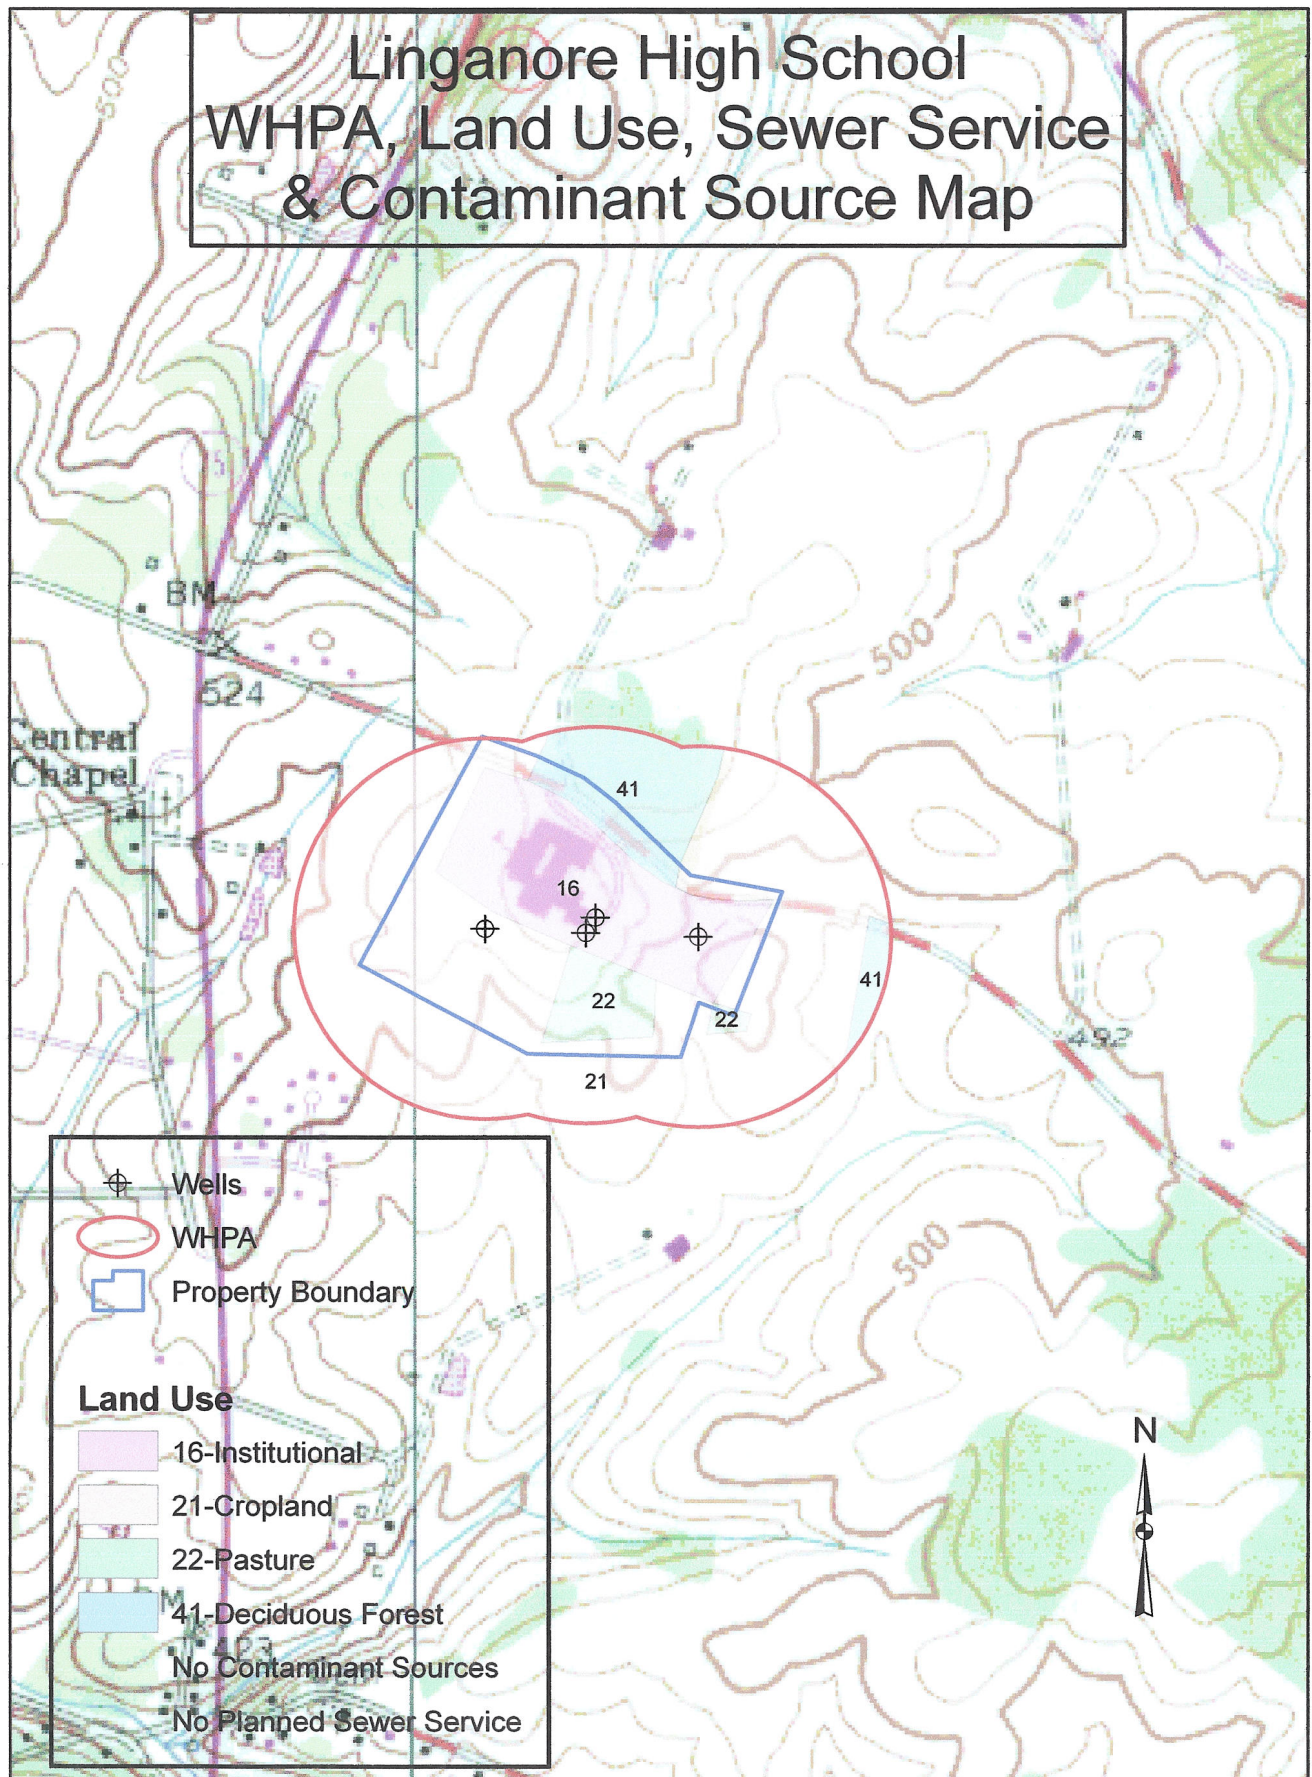 Linganore High School
WHPA, Land Use, Sewer Service
& Contaminant Source Map
500
BM
524
Central
Chapel
500
41
16
41
22
22
21
492
Wells
WHPA
Property Boundary
500
Land Use
16-Institutional
21-Cropland
22-Pasture
41-Deciduous Forest
No Contaminant Sources
No Planned Sewer Service
N